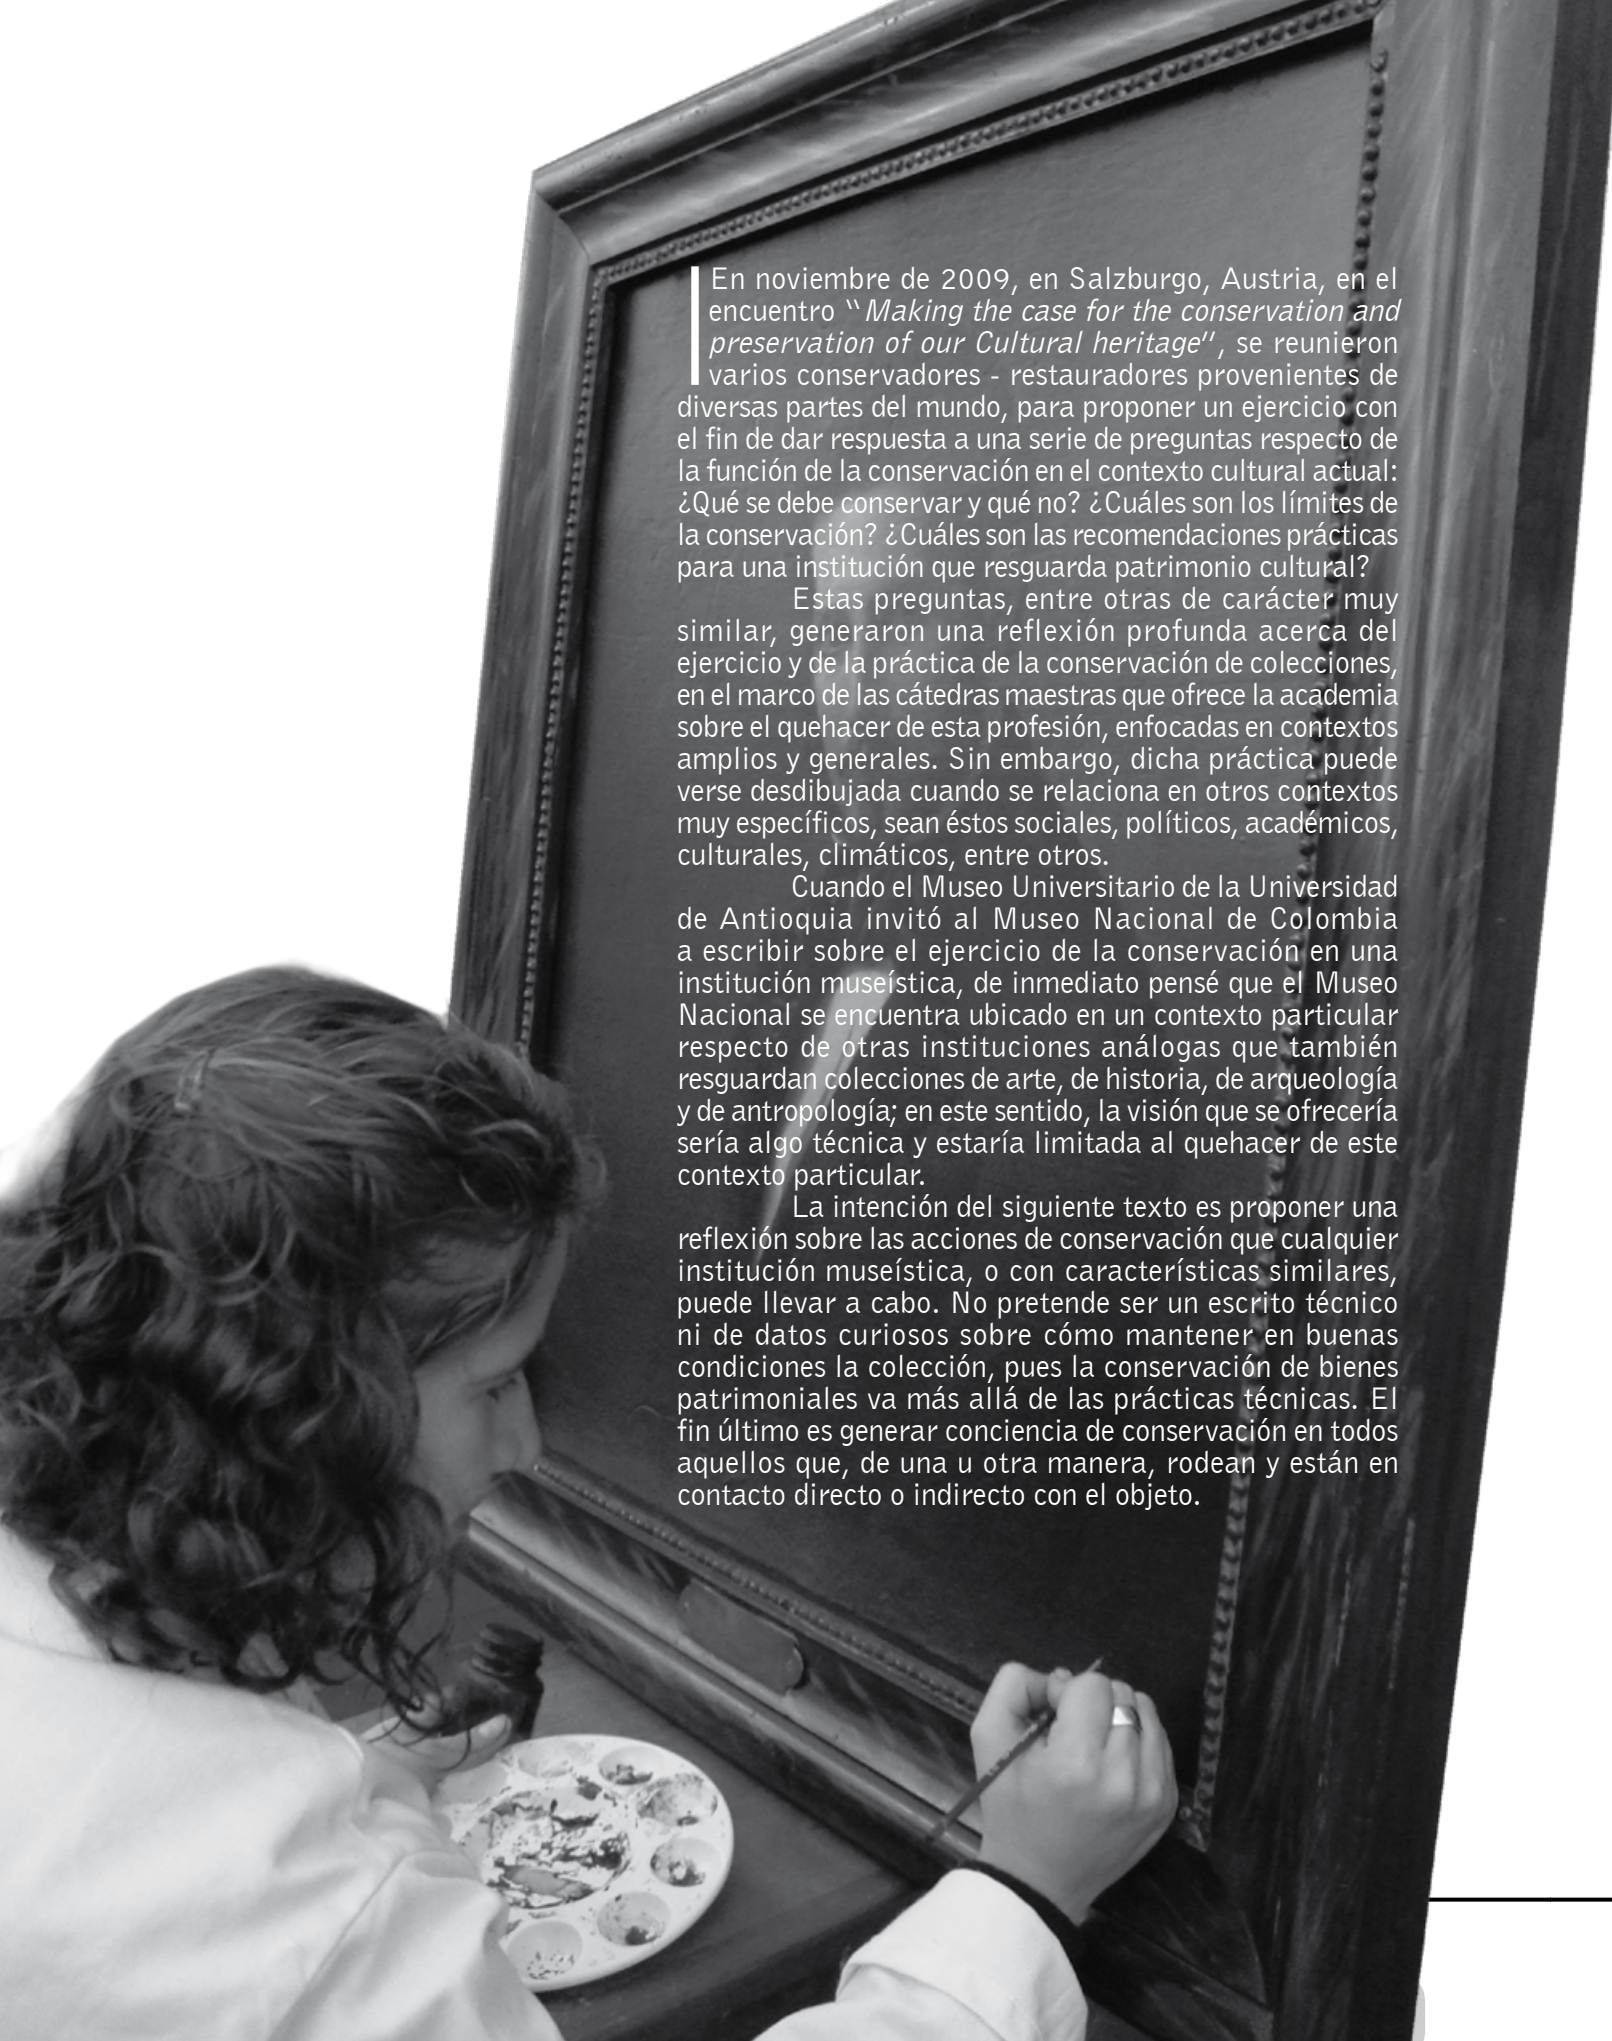 En noviembre de 2009, en Salzburgo, Austria, en el
encuentro “Making the case for the conservation and
preservation of our Cultural heritage”, se reunieron
varios conservadores - restauradores provenientes de
diversas partes del mundo, para proponer un ejercicio con
el fin de dar respuesta a una serie de preguntas respecto de
la función de la conservación en el contexto cultural actual:
¿Qué se debe conservar y qué no? ¿Cuáles son los límites de
la conservación? ¿Cuáles son las recomendaciones prácticas
para una institución que resguarda patrimonio cultural?
Estas preguntas, entre otras de carácter muy
similar, generaron una reflexión profunda acerca del
ejercicio y de la práctica de la conservación de colecciones,
en el marco de las cátedras maestras que ofrece la academia
sobre el quehacer de esta profesión, enfocadas en contextos
amplios y generales. Sin embargo, dicha práctica puede
verse desdibujada cuando se relaciona en otros contextos
muy específicos, sean éstos sociales, políticos, académicos,
culturales, climáticos, entre otros.
Cuando el Museo Universitario de la Universidad
de Antioquia invitó al Museo Nacional de Colombia
a escribir sobre el ejercicio de la conservación en una
institución museística, de inmediato pensé que el Museo
Nacional se encuentra ubicado en un contexto particular
respecto de otras instituciones análogas que también
resguardan colecciones de arte, de historia, de arqueología
y de antropología; en este sentido, la visión que se ofrecería
sería algo técnica y estaría limitada al quehacer de este
contexto particular.
La intención del siguiente texto es proponer una
reflexión sobre las acciones de conservación que cualquier
institución museística, o con características similares,
puede llevar a cabo. No pretende ser un escrito técnico
ni de datos curiosos sobre cómo mantener en buenas
condiciones la colección, pues la conservación de bienes
patrimoniales va más allá de las prácticas técnicas. El
fin último es generar conciencia de conservación en todos
aquellos que, de una u otra manera, rodean y están en
contacto directo o indirecto con el objeto.